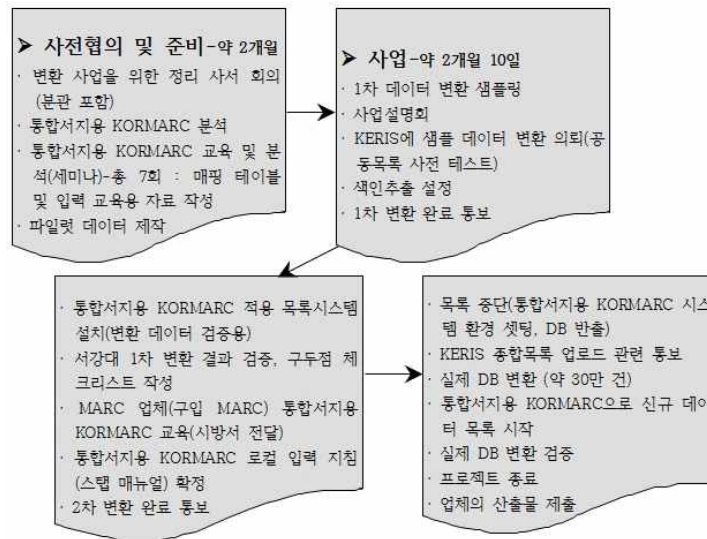 ➤ 사전협의 및 준비-약 2개월
· 변환 사업을 위한 정리 사서 회의
(분관 포함)
· 통합서지용 KORMARC 분석
· 통합서지용 KORMARC 교육 및 분
석(세미나)-총 7회 : 매핑 테이블
및 입력 교육용 자료 작성
· 파일럿 데이터 제작
➤ 사업-약 2개월 10일
· 1차 데이터 변환 샘플링
· 사업설명회
· KERIS에 샘플 데이터 변환 의뢰(공
동목록 사전 테스트)
· 색인추출 설정
· 1차 변환 완료 통보
· 통합서지용 KORMARC 적용 목록시스템
설치(변환 데이터 검증용)
· 서강대 1차 변환 결과 검증, 구두점 체
크리스트 작성
· MARC 업체(구입 MARC) 통합서지용
KORMARC 교육(시방서 전달)
· 통합서지용 KORMARC 로컬 입력 지침
(스탭 매뉴얼) 확정
· 2차 변환 완료 통보
· 목록 중단(통합서지용 KORMARC 시스
템 환경 셋팅, DB 반출)
· KERIS 종합목록 업로드 관련 통보
· 실제 DB 변환 (약 30만 건)
· 통합서지용 KORMARC으로 신규 데이
터 목록 시작
· 실제 DB 변환 검증
· 프로젝트 종료
· 업체의 산출물 제출